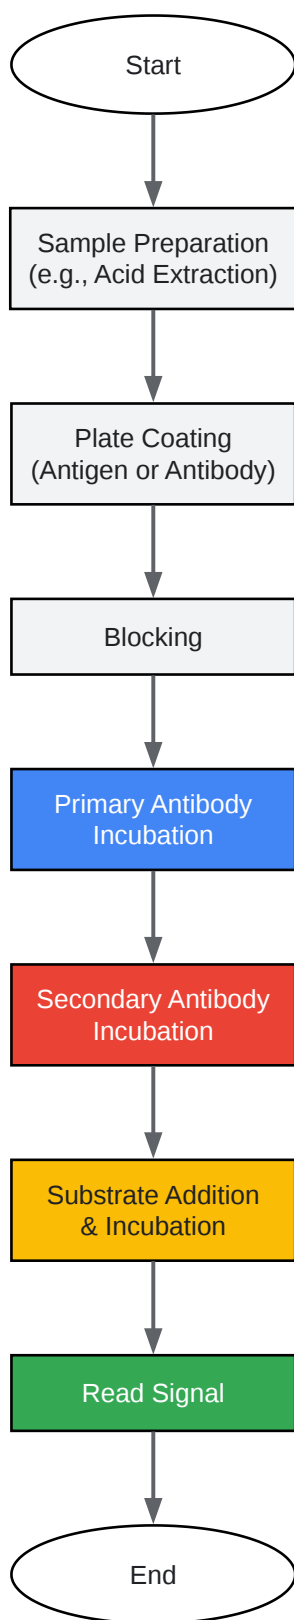 Start
Sample Preparation
(e.g., Acid Extraction)
Plate Coating
(Antigen or Antibody)
Blocking
Primary Antibody
Incubation
Secondary Antibody
Incubation
Substrate Addition
& Incubation
Read Signal
End